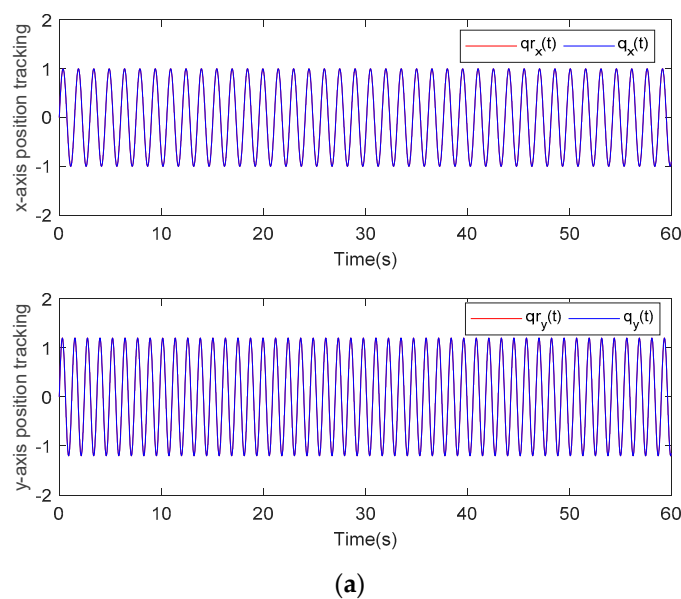 2
qr_x(t) q_x(t)
1
0
-1
-2
x-axis position tracking
0 10 20 30 40 50 60
Time(s)
2
qr_y(t) q_y(t)
1
0
-1
-2
y-axis position tracking
0 10 20 30 40 50 60
Time(s)
(a)